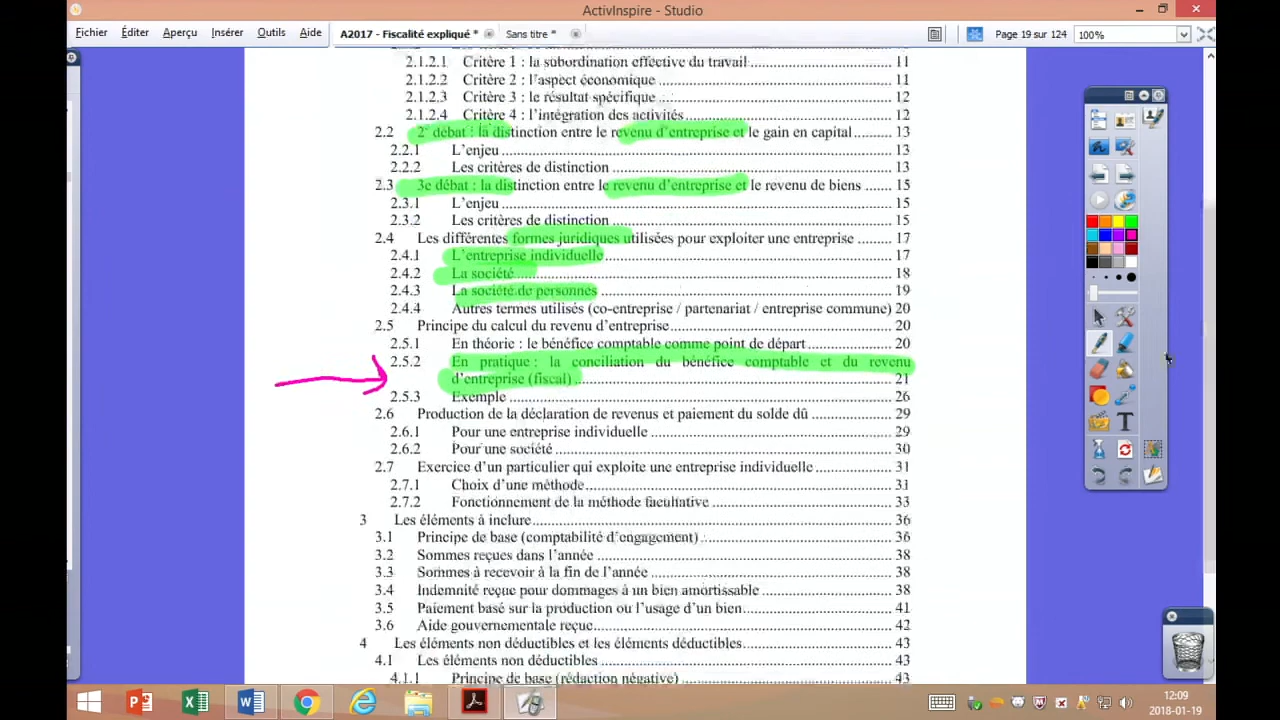 ActivInspire - Studio
Fichier Éditer Aperçu Insérer Outils Aide A2017 - Fiscalité expliqué * Sans titre * Page 19 sur 124 100%
2.1.2.1 Critère 1 : la subordination effective du travail 11
2.1.2.2 Critère 2 : l'aspect économique 11
2.1.2.3 Critère 3 : le résultat spécifique 12
2.1.2.4 Critère 4 : l'intégration des activités 12
2.2 2e débat : la distinction entre le revenu d'entreprise et le gain en capital 13
2.2.1 L'enjeu 13
2.2.2 Les critères de distinction 13
2.3 3e débat : la distinction entre le revenu d'entreprise et le revenu de biens 15
2.3.1 L'enjeu 15
2.3.2 Les critères de distinction 15
2.4 Les différentes formes juridiques utilisées pour exploiter une entreprise 17
2.4.1 L'entreprise individuelle 17
2.4.2 La société 18
2.4.3 La société de personnes 19
2.4.4 Autres termes utilisés (co-entreprise / partenariat / entreprise commune) 20
2.5 Principe du calcul du revenu d'entreprise 20
2.5.1 En théorie : le bénéfice comptable comme point de départ 20
2.5.2 En pratique : la conciliation du bénéfice comptable et du revenu
d'entreprise (fiscal) 21
2.5.3 Exemple 26
2.6 Production de la déclaration de revenus et paiement du solde dû 29
2.6.1 Pour une entreprise individuelle 29
2.6.2 Pour une société 30
2.7 Exercice d'un particulier qui exploite une entreprise individuelle 31
2.7.1 Choix d'une méthode 31
2.7.2 Fonctionnement de la méthode facultative 33
3 Les éléments à inclure 36
3.1 Principe de base (comptabilité d'engagement) 36
3.2 Sommes reçues dans l'année 38
3.3 Sommes à recevoir à la fin de l'année 38
3.4 Indemnité reçue pour dommages à un bien amortissable 38
3.5 Paiement basé sur la production ou l'usage d'un bien 41
3.6 Aide gouvernementale reçue 42
4 Les éléments non déductibles et les éléments déductibles 43
4.1 Les éléments non déductibles 43
4.1.1 Principe de base (rédaction négative) 43
12:09
2018-01-19